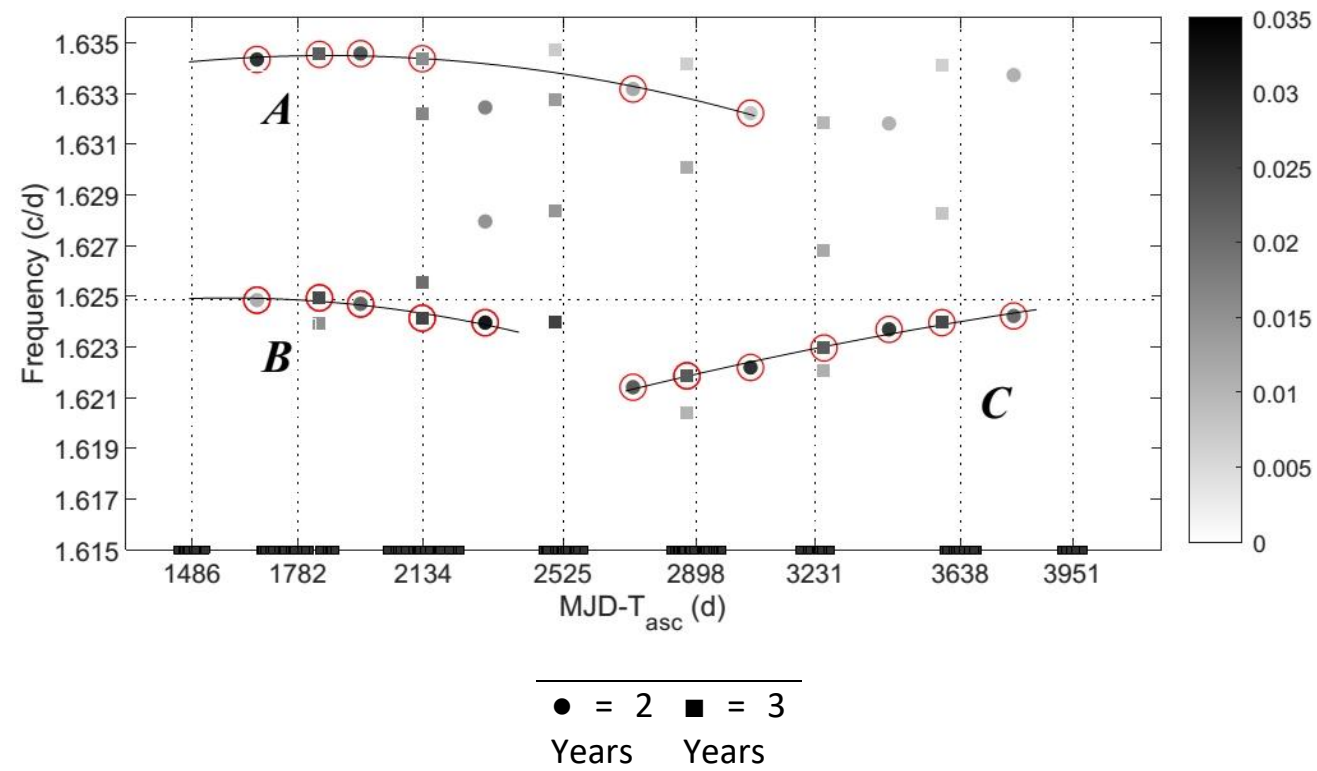 1.635
1.633
1.631
1.629
1.627
1.625
1.623
1.621
1.619
1.617
1.615
Frequency (c/d)
A
B
C
1486 1782 2134 2525 2898 3231 3638 3951
MJD-T_asc (d)
0.035
0.03
0.025
0.02
0.015
0.01
0.005
0
● = 2 ■ = 3
Years Years